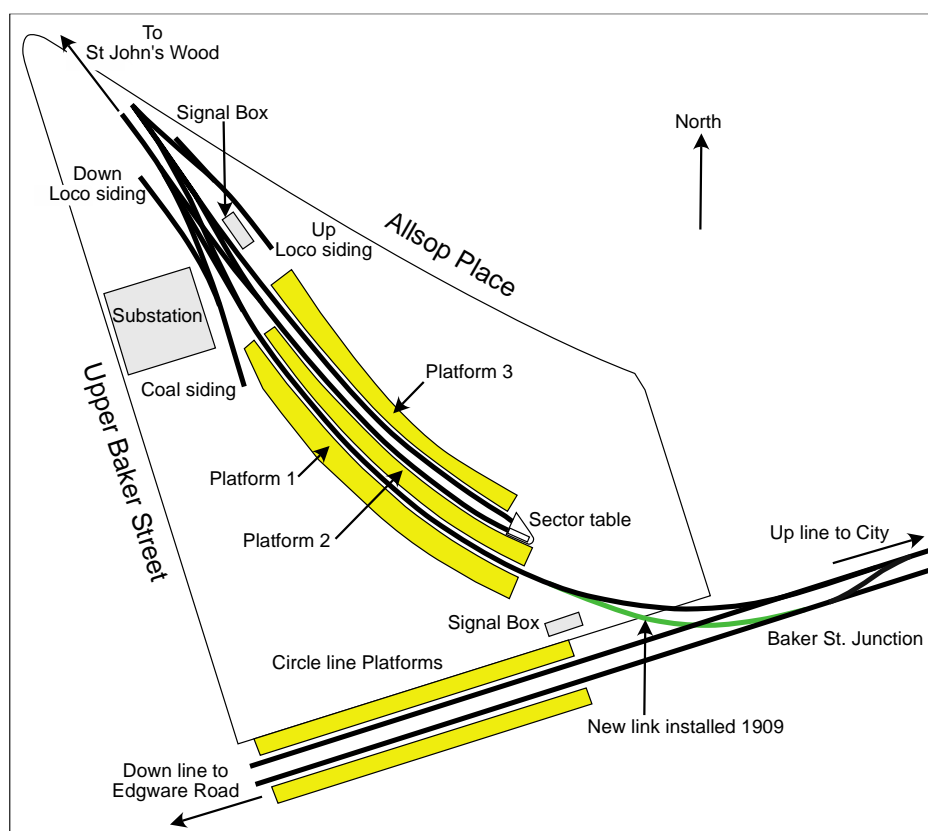 To
St John's Wood
Signal Box
North
Down
Loco siding
Up
Loco siding
Allsop Place
Substation
Platform 3
Coal siding
Upper Baker Street
Platform 1
Sector table
Platform 2
Up line to City
Signal Box
Baker St. Junction
Circle line Platforms
New link installed 1909
Down line to
Edgware Road